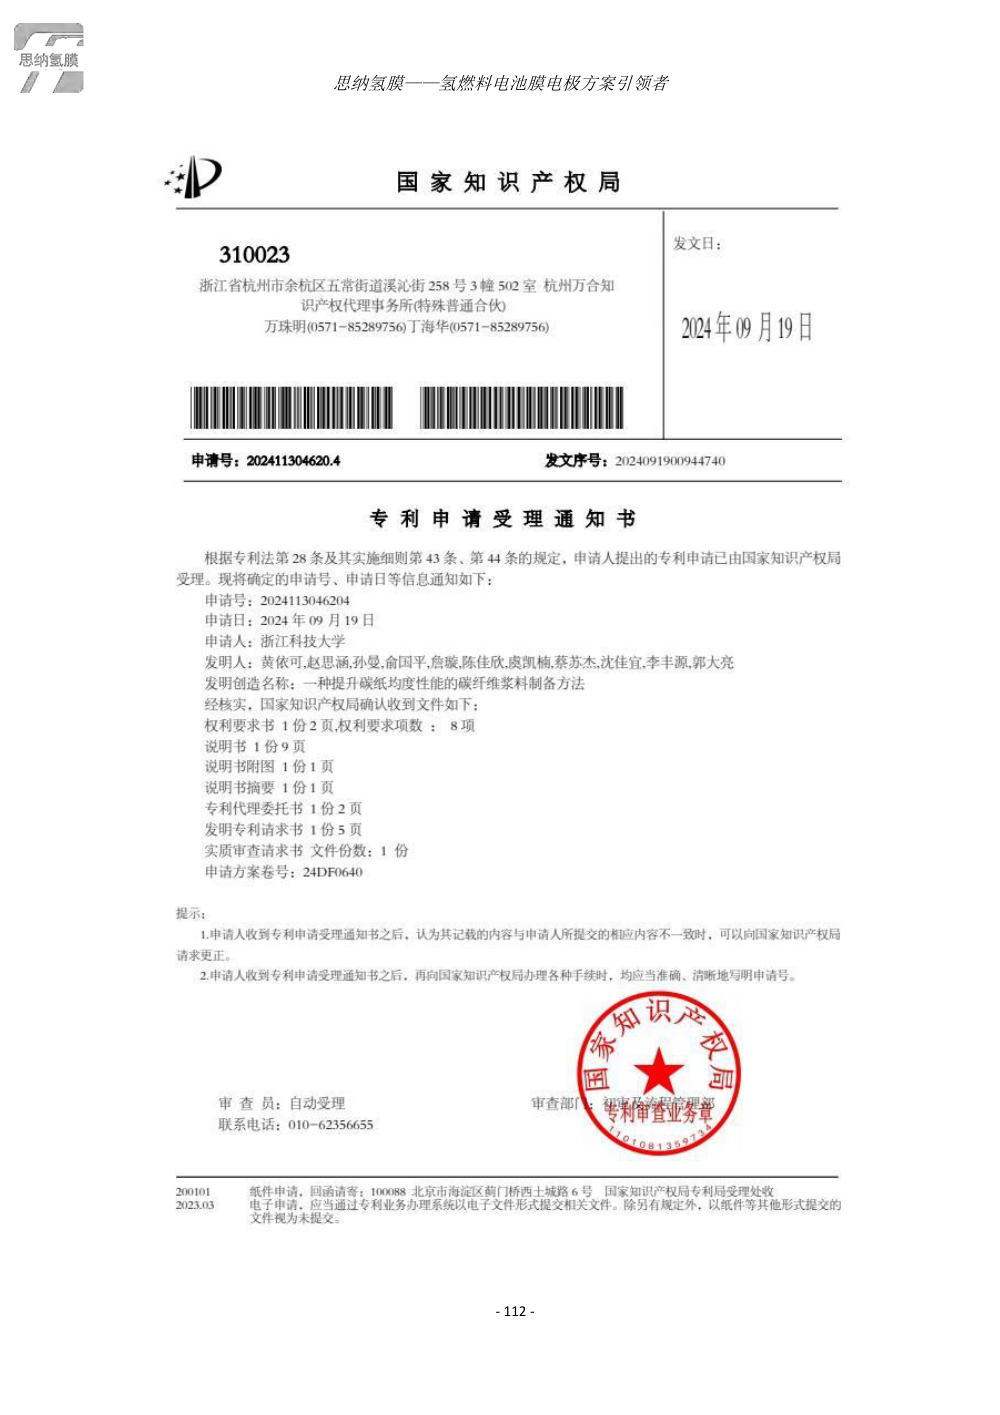 思纳氢膜
思纳氢膜——氢燃料电池膜电极方案引领者
国家知识产权局
310023
浙江省杭州市余杭区五常街道溪沁街 258 号 3 幢 502 室 杭州万合知
识产权代理事务所(特殊普通合伙)
万珠明(0571-85289756)丁海华(0571-85289756)
发文日：
2024 年 09 月 19 日
申请号：202411304620.4
发文序号：2024091900944740
专利申请受理通知书
根据专利法第 28 条及其实施细则第 43 条、第 44 条的规定，申请人提出的专利申请已由国家知识产权局
受理。现将确定的申请号、申请日等信息通知如下：
申请号：2024113046204
申请日：2024 年 09 月 19 日
申请人：浙江科技大学
发明人：黄依可,赵思涵,孙曼,俞国平,詹璇,陈佳欣,虞凯楠,蔡苏杰,沈佳宜,李丰源,郭大亮
发明创造名称：一种提升碳纸均度性能的碳纤维浆料制备方法
经核实，国家知识产权局确认收到文件如下：
权利要求书 1 份 2 页,权利要求项数 ： 8 项
说明书 1 份 9 页
说明书附图 1 份 1 页
说明书摘要 1 份 1 页
专利代理委托书 1 份 2 页
发明专利请求书 1 份 5 页
实质审查请求书 文件份数：1 份
申请方案卷号：24DF0640
提示：
1.申请人收到专利申请受理通知书之后，认为其记载的内容与申请人所提交的相应内容不一致时，可以向国家知识产权局
请求更正。
2.申请人收到专利申请受理通知书之后，再向国家知识产权局办理各种手续时，均应当准确、清晰地写明申请号。
审 查 员：自动受理
联系电话：010-62356655
审查部门：初审及流程管理部
国家知识产权局
专利审查业务章
1101081359734
200101
2023.03
纸件申请，回函请寄：100088 北京市海淀区蓟门桥西土城路 6 号 国家知识产权局专利局受理处收
电子申请，应当通过专利业务办理系统以电子文件形式提交相关文件。除另有规定外，以纸件等其他形式提交的
文件视为未提交。
- 112 -